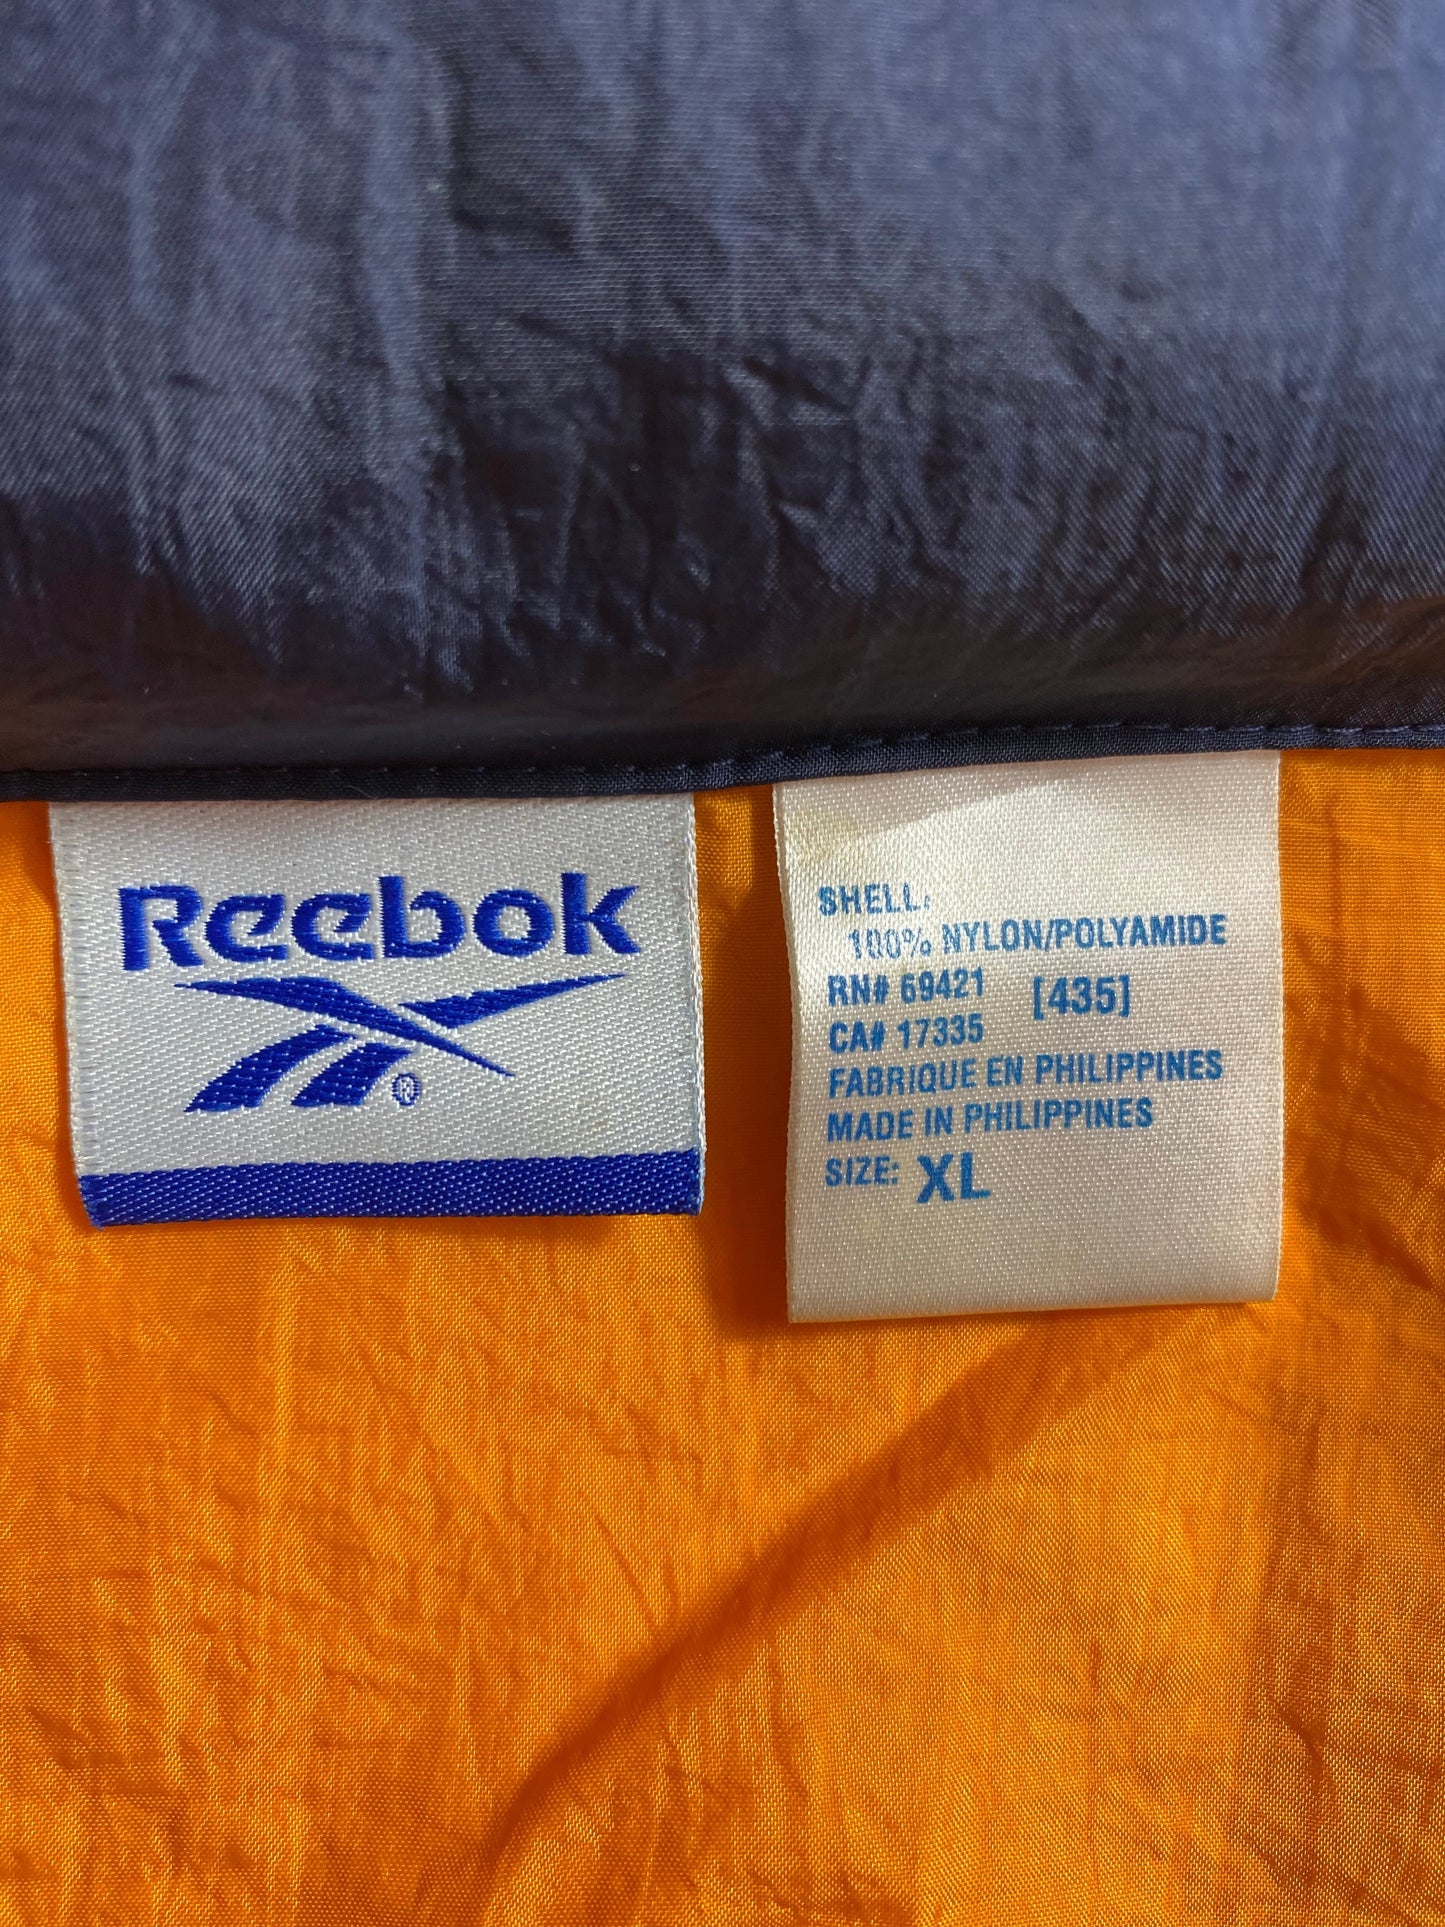 Reebok
®
SHELL:
100% NYLON/POLYAMIDE
RN# 69421 [435]
CA# 17335
FABRIQUE EN PHILIPPINES
MADE IN PHILIPPINES
SIZE: XL